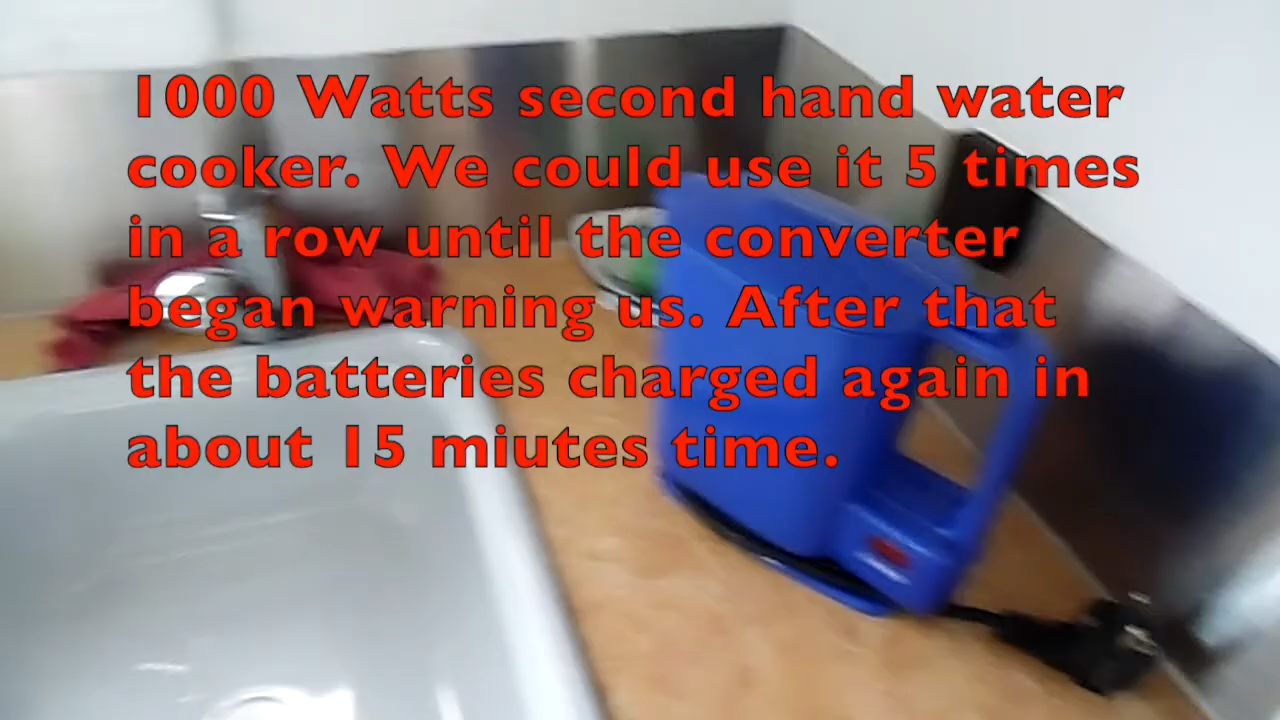 1000 Watts second hand water
cooker. We could use it 5 times
in a row until the converter
began warning us. After that
the batteries charged again in
about 15 miutes time.